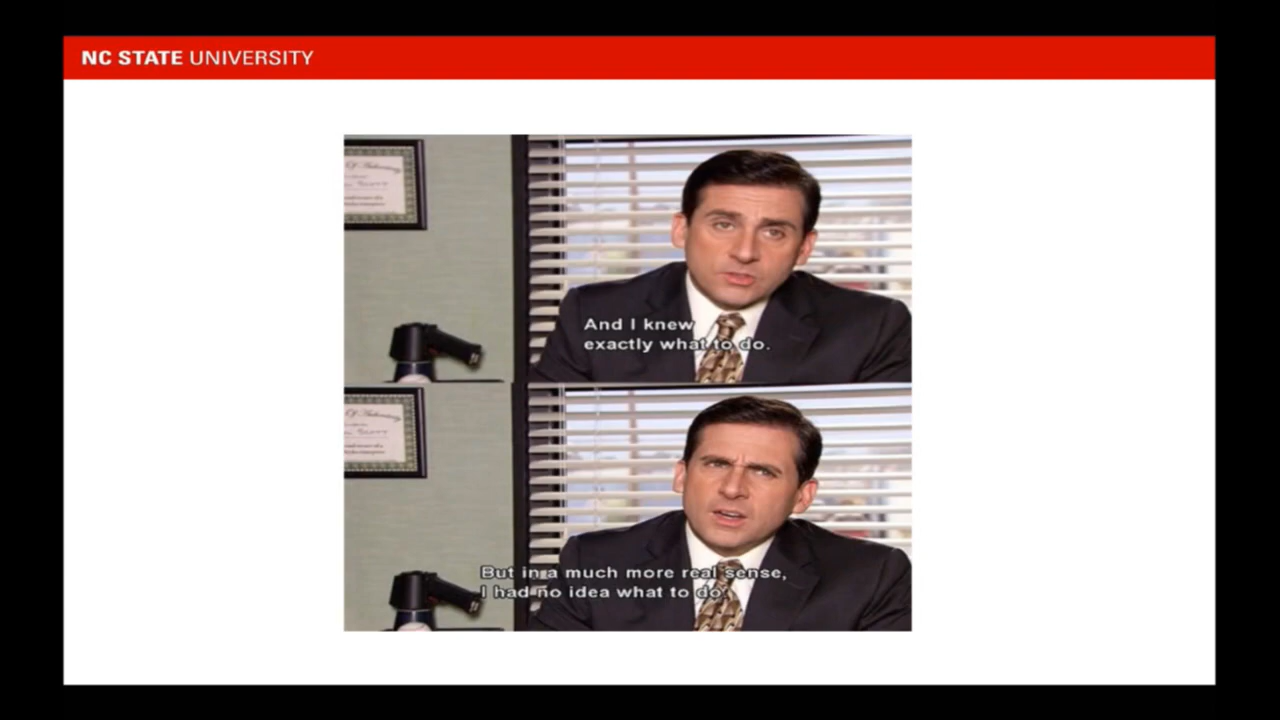 NC STATE UNIVERSITY
And I knew
exactly what to do.
But in a much more real sense,
I had no idea what to do.